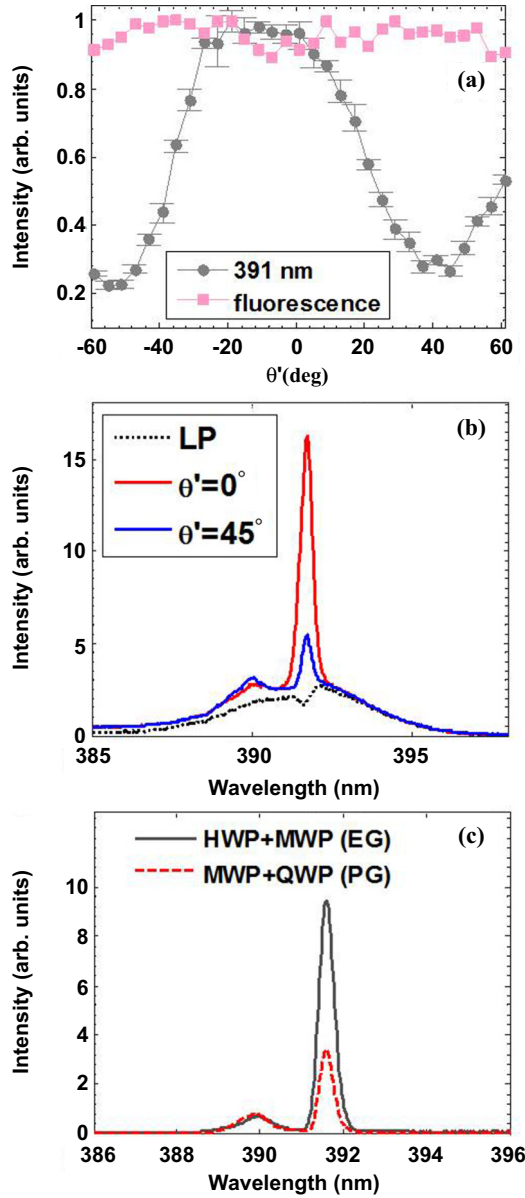 1
0.8
0.6
0.4
0.2
Intensity (arb. units)
(a)
391 nm
fluorescence
-60 -40 -20 0 20 40 60
θ'(deg)
15
10
5
0
Intensity (arb. units)
(b)
LP
θ'=0°
θ'=45°
385 390 395
Wavelength (nm)
10
8
6
4
2
0
Intensity (arb. units)
(c)
HWP+MWP (EG)
MWP+QWP (PG)
386 388 390 392 394 396
Wavelength (nm)